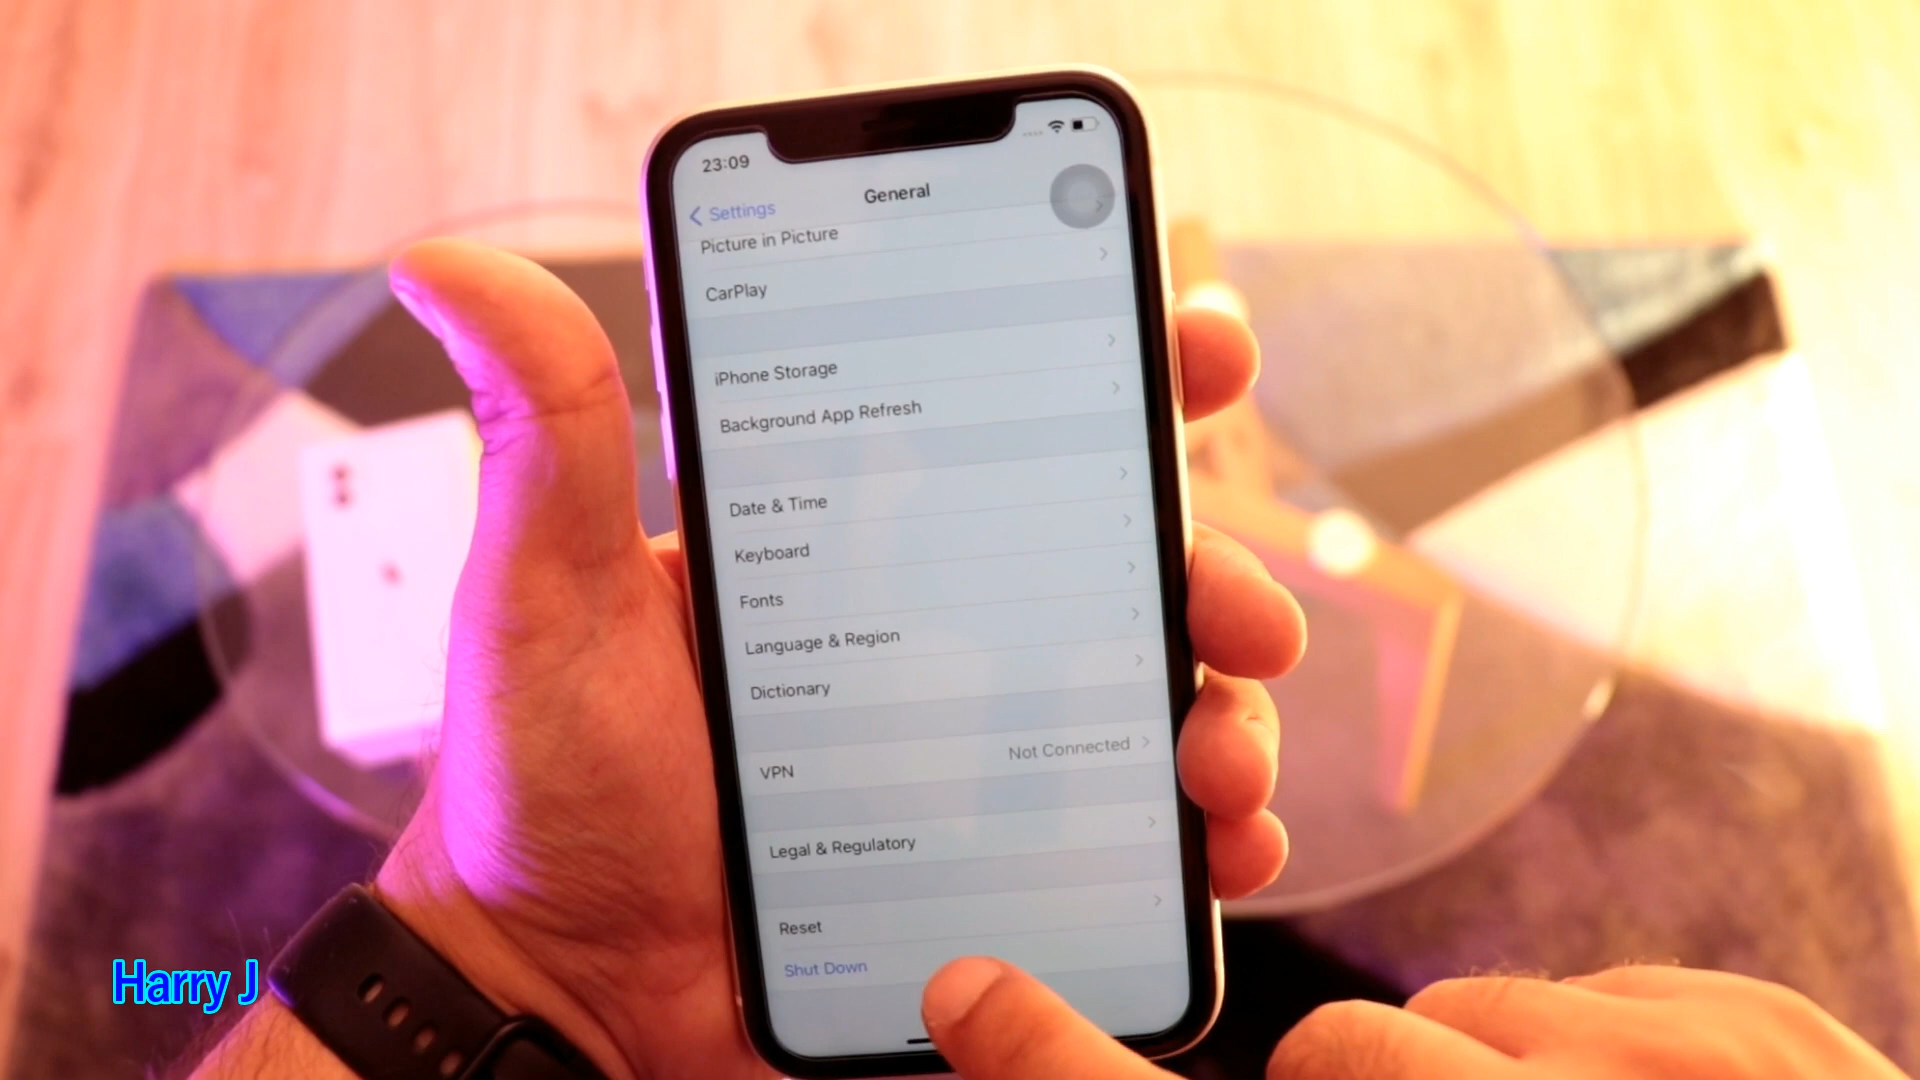 23:09
Settings
General
Picture in Picture
CarPlay
iPhone Storage
Background App Refresh
Date & Time
Keyboard
Fonts
Language & Region
Dictionary
VPN Not Connected
Legal & Regulatory
Reset
Shut Down
Harry J